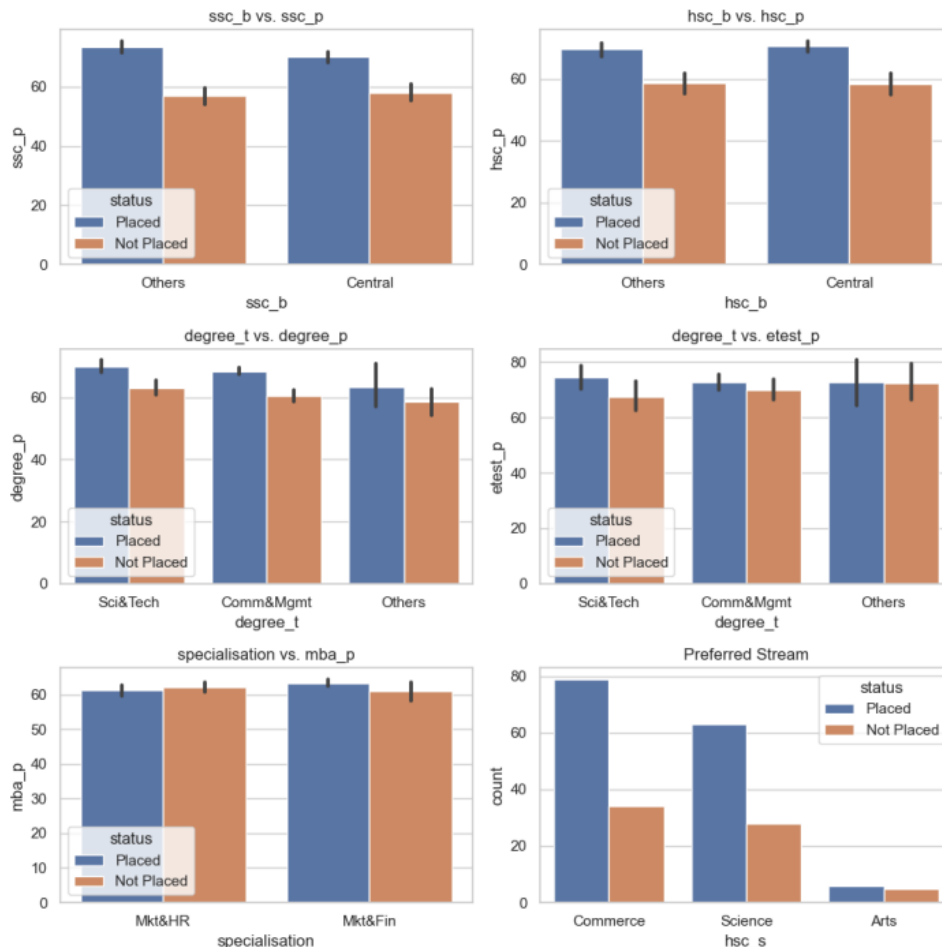 ssc_b vs. ssc_p
60
40
20
0
ssc_p
status
Placed
Not Placed
Others
Central
ssc_b
hsc_b vs. hsc_p
60
40
20
0
hsc_p
status
Placed
Not Placed
Others
Central
hsc_b
degree_t vs. degree_p
60
40
20
0
degree_p
status
Placed
Not Placed
Sci&Tech
Comm&Mgmt
Others
degree_t
degree_t vs. etest_p
80
60
40
20
0
etest_p
status
Placed
Not Placed
Sci&Tech
Comm&Mgmt
Others
degree_t
specialisation vs. mba_p
60
50
40
30
20
10
0
mba_p
status
Placed
Not Placed
Mkt&HR
Mkt&Fin
specialisation
Preferred Stream
80
60
40
20
0
count
status
Placed
Not Placed
Commerce
Science
Arts
hsc_s